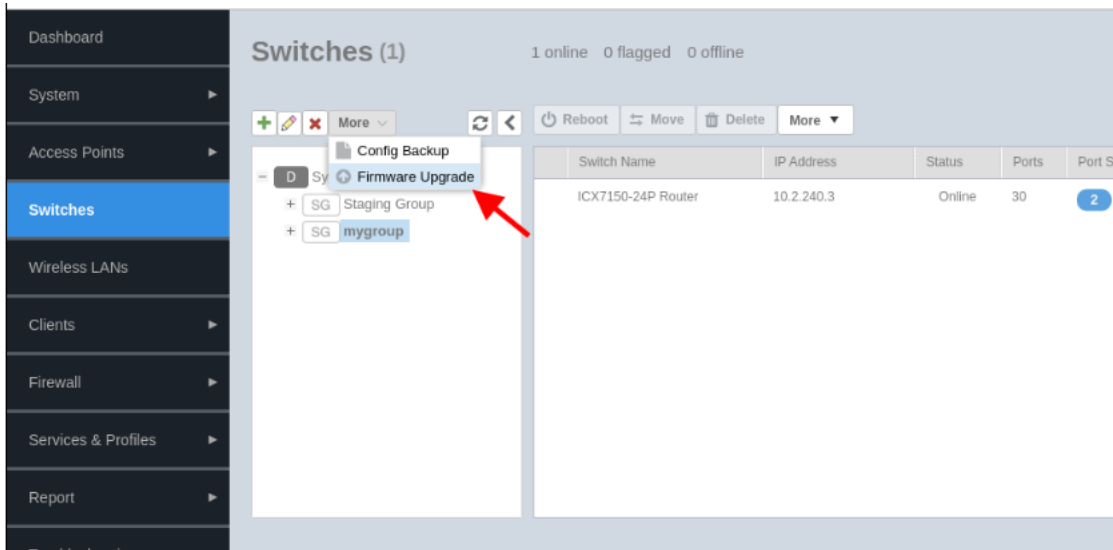 Dashboard
System
Access Points
Switches
Wireless LANs
Clients
Firewall
Services & Profiles
Report
Switches (1)
1 online 0 flagged 0 offline
More
Config Backup
Firmware Upgrade
D Sy
SG Staging Group
SG mygroup
Reboot Move Delete More
Switch Name IP Address Status Ports Port S
ICX7150-24P Router 10.2.240.3 Online 30 2